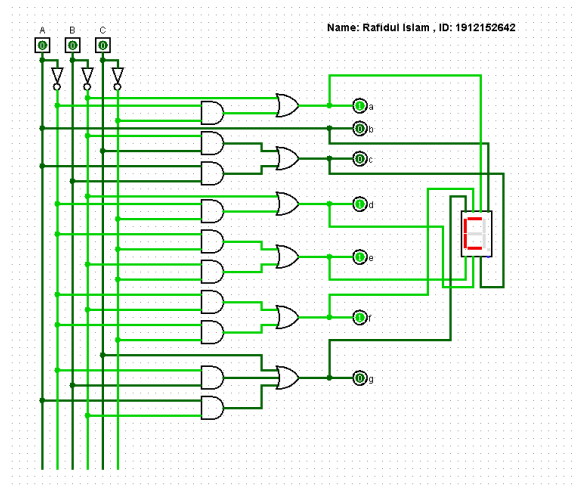 Name: Rafidul Islam , ID: 1912152642
A B C
0 0 0
1 a
0 b
0 c
1 d
1 e
1 f
0 g